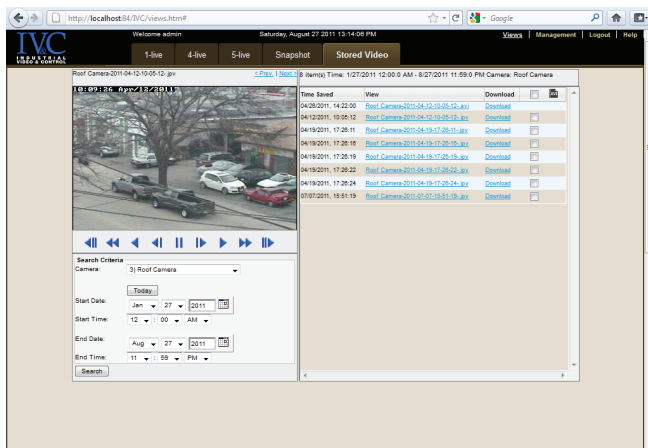 http://localhost:84/IVC/views.htm#
Google
IVC
INDUSTRIAL
VIDEO & CONTROL
Welcome admin
Saturday, August 27 2011 13:14:06 PM
Views | Management | Logout | Help
1-live
4-live
5-live
Snapshot
Stored Video
Roof Camera-2011-04-12-10-05-12-.jpv
< Prev. | Next >
8 item(s) Time: 1/27/2011 12:00:0 AM - 8/27/2011 11:59:0 PM Camera: Roof Camera
10:09:26 Apr/12/2011
Time Saved View Download AVI
04/26/2011, 14:22:00 Roof Camera-2011-04-12-10-05-12-.avi Download
04/12/2011, 10:05:12 Roof Camera-2011-04-12-10-05-12-.jpv Download
04/19/2011, 17:26:11 Roof Camera-2011-04-19-17-26-11-.jpv Download
04/19/2011, 17:26:16 Roof Camera-2011-04-19-17-26-16-.jpv Download
04/19/2011, 17:26:19 Roof Camera-2011-04-19-17-26-19-.jpv Download
04/19/2011, 17:26:22 Roof Camera-2011-04-19-17-26-22-.jpv Download
04/19/2011, 17:26:24 Roof Camera-2011-04-19-17-26-24-.jpv Download
07/07/2011, 15:51:19 Roof Camera-2011-07-07-15-51-19-.jpv Download
Search Criteria
Camera: 3) Roof Camera
Today
Start Date: Jan 27 2011
Start Time: 12 : 00 AM
End Date: Aug 27 2011
End Time: 11 : 59 PM
Search